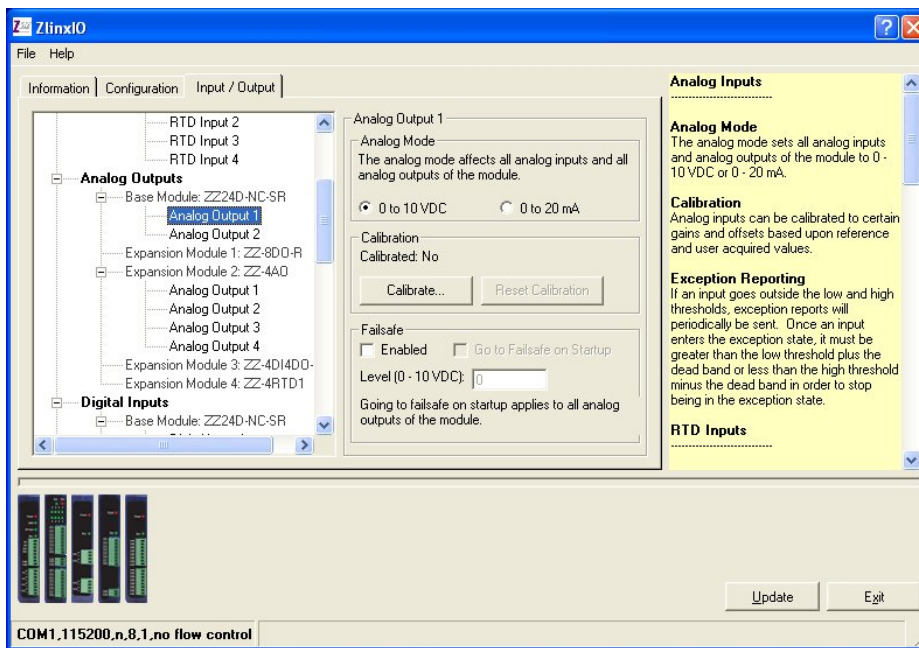 ZlinxIO
File Help
Information Configuration Input / Output
RTD Input 2
RTD Input 3
RTD Input 4
Analog Outputs
Base Module: ZZ24D-NC-SR
Analog Output 1
Analog Output 2
Expansion Module 1: ZZ-8DO-R
Expansion Module 2: ZZ-4AO
Analog Output 1
Analog Output 2
Analog Output 3
Analog Output 4
Expansion Module 3: ZZ-4DI4DO-
Expansion Module 4: ZZ-4RTD1
Digital Inputs
Base Module: ZZ24D-NC-SR
Analog Output 1
Analog Mode
The analog mode affects all analog inputs and all
analog outputs of the module.
0 to 10 VDC 0 to 20 mA
Calibration
Calibrated: No
Calibrate... Reset Calibration
Failsafe
Enabled Go to Failsafe on Startup
Level (0 - 10 VDC): 0
Going to failsafe on startup applies to all analog
outputs of the module.
Analog Inputs
----------------------------
Analog Mode
The analog mode sets all analog inputs
and analog outputs of the module to 0 -
10 VDC or 0 - 20 mA.
Calibration
Analog inputs can be calibrated to certain
gains and offsets based upon reference
and user acquired values.
Exception Reporting
If an input goes outside the low and high
thresholds, exception reports will
periodically be sent. Once an input
enters the exception state, it must be
greater than the low threshold plus the
dead band or less than the high threshold
minus the dead band in order to stop
being in the exception state.
RTD Inputs
----------------------------
Update Exit
COM1,115200,n,8,1,no flow control